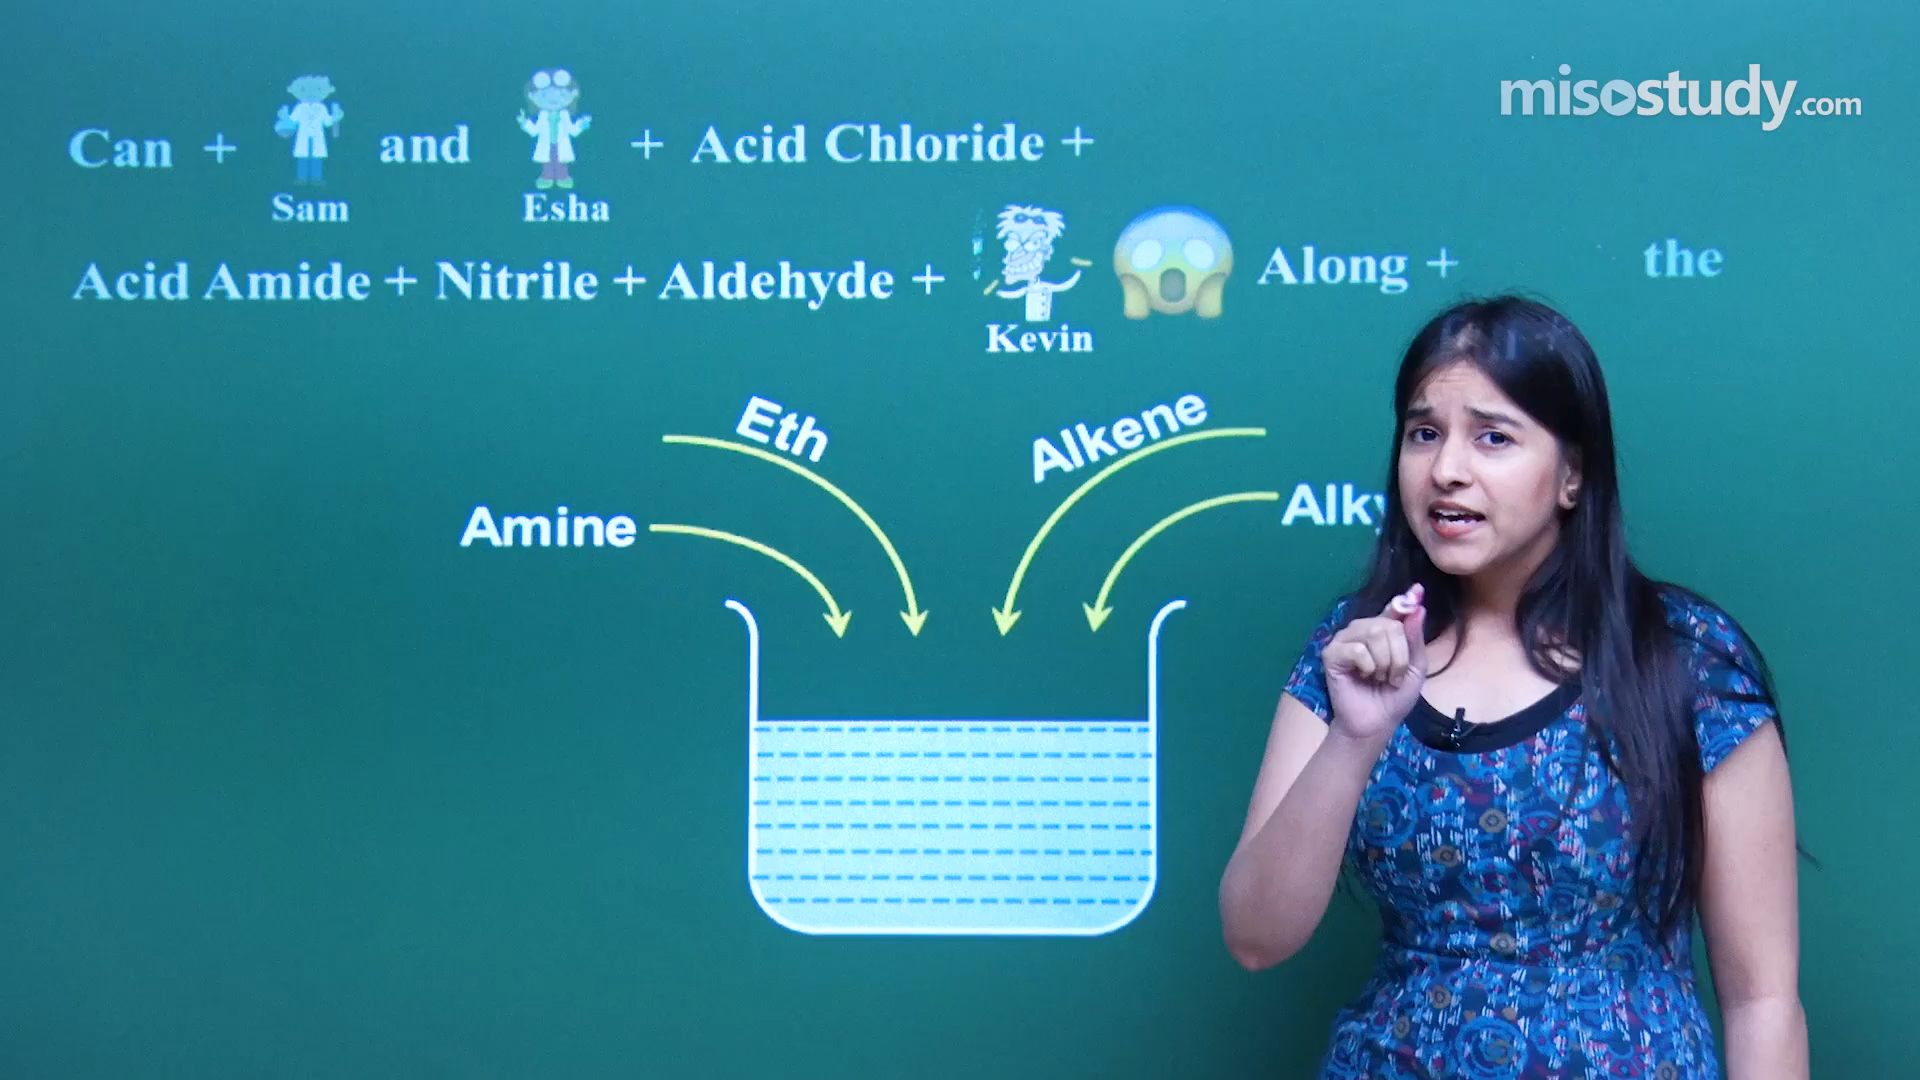 misostudy.com
Can + and + Acid Chloride +
Sam Esha
Acid Amide + Nitrile + Aldehyde + Along + the
Kevin
Eth Alkene
Amine